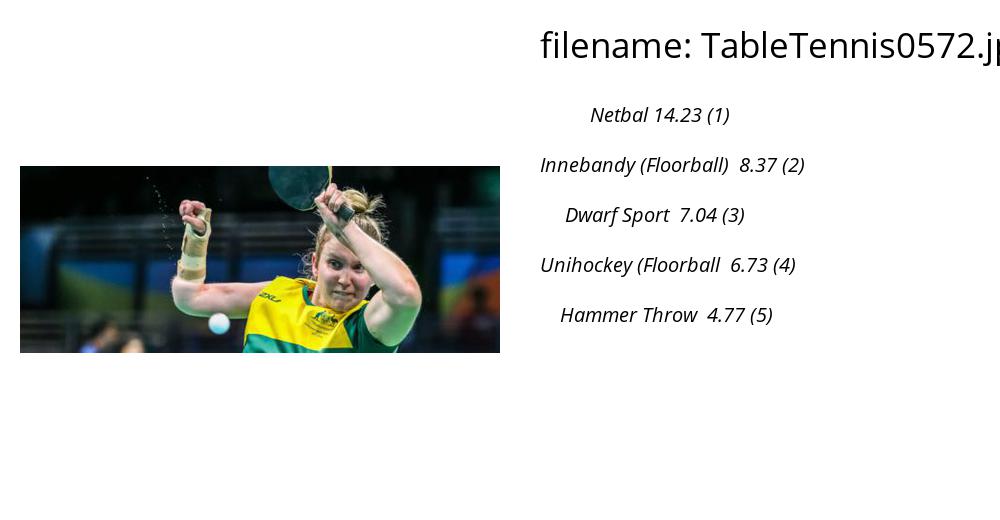 filename: TableTennis0572.jp
Netbal 14.23 (1)
Innebandy (Floorball) 8.37 (2)
Dwarf Sport 7.04 (3)
Unihockey (Floorball 6.73 (4)
Hammer Throw 4.77 (5)
2XU